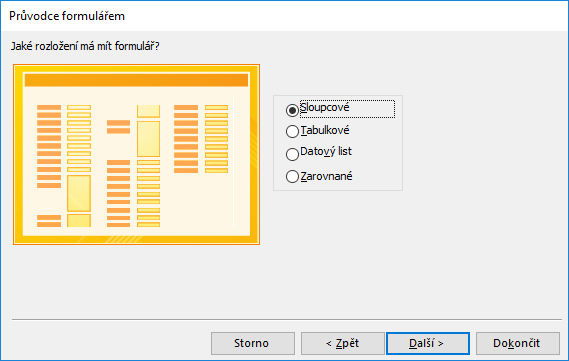 Průvodce formulářem
Jaké rozložení má mít formulář?
Sloupcové
Tabulkové
Datový list
Zarovnané
Storno
< Zpět
Další >
Dokončit